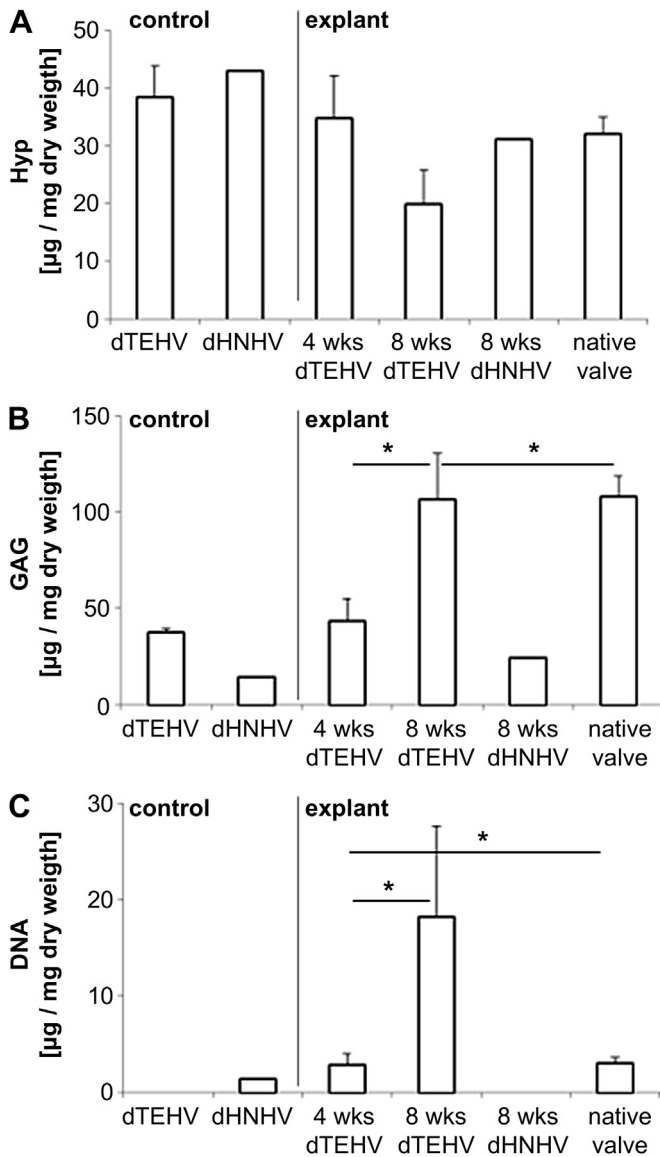 A
control
explant
Hyp
[µg / mg dry weigth]
50
40
30
20
10
0
dTEHV
dHNHV
4 wks
dTEHV
8 wks
dTEHV
8 wks
dHNHV
native
valve
B
control
explant
GAG
[µg / mg dry weigth]
150
100
50
0
*
*
dTEHV
dHNHV
4 wks
dTEHV
8 wks
dTEHV
8 wks
dHNHV
native
valve
C
control
explant
DNA
[µg / mg dry weigth]
30
20
10
0
*
*
dTEHV
dHNHV
4 wks
dTEHV
8 wks
dTEHV
8 wks
dHNHV
native
valve